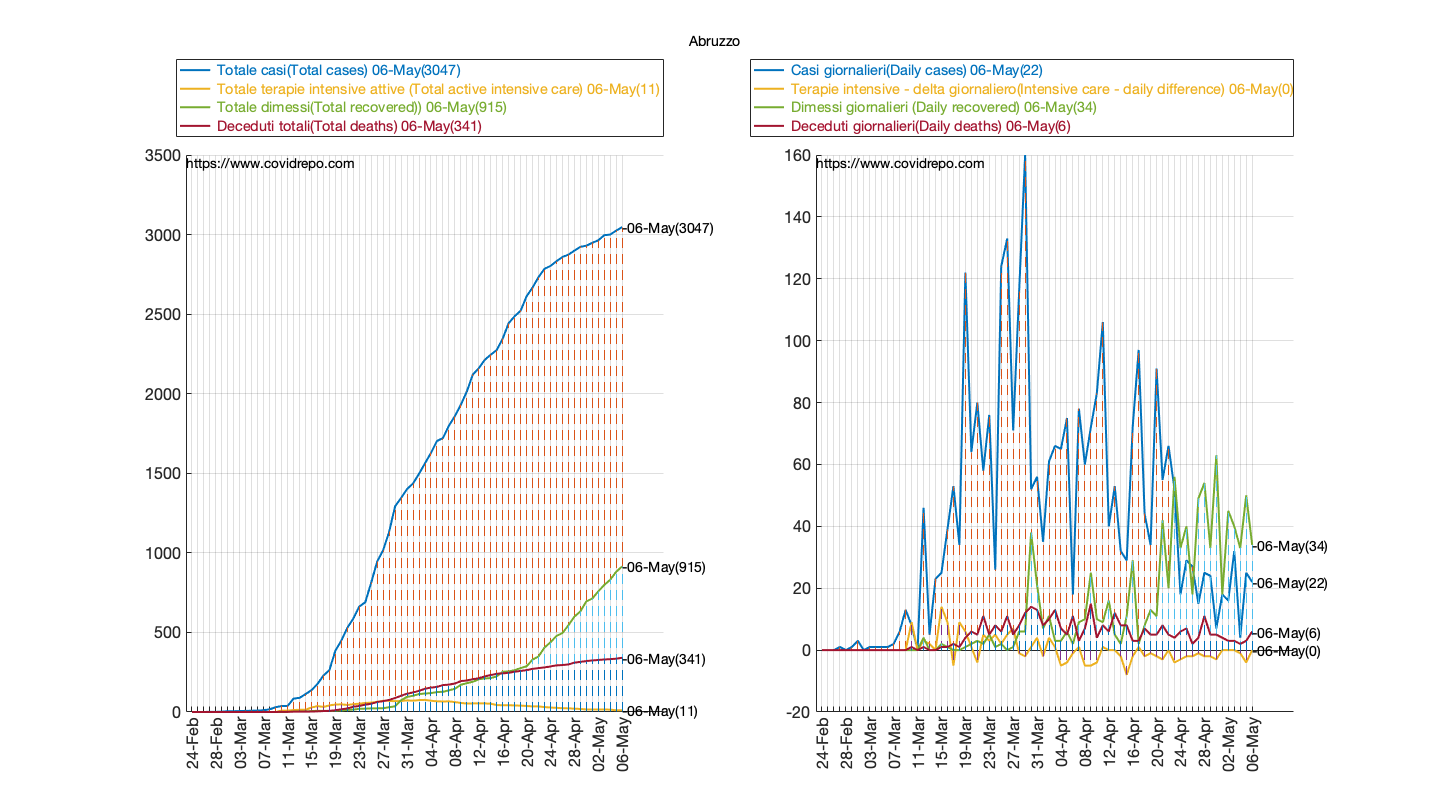 Abruzzo
Totale casi(Total cases) 06-May(3047)
Totale terapie intensive attive (Total active intensive care) 06-May(11)
Totale dimessi(Total recovered)) 06-May(915)
Deceduti totali(Total deaths) 06-May(341)
https://www.covidrepo.com
3500
3000
2500
2000
1500
1000
500
0
06-May(3047)
06-May(915)
06-May(341)
06-May(11)
24-Feb
28-Feb
03-Mar
07-Mar
11-Mar
15-Mar
19-Mar
23-Mar
27-Mar
31-Mar
04-Apr
08-Apr
12-Apr
16-Apr
20-Apr
24-Apr
28-Apr
02-May
06-May
Casi giornalieri(Daily cases) 06-May(22)
Terapie intensive - delta giornaliero(Intensive care - daily difference) 06-May(0)
Dimessi giornalieri (Daily recovered) 06-May(34)
Deceduti giornalieri(Daily deaths) 06-May(6)
https://www.covidrepo.com
160
140
120
100
80
60
40
20
0
-20
06-May(34)
06-May(22)
06-May(6)
06-May(0)
24-Feb
28-Feb
03-Mar
07-Mar
11-Mar
15-Mar
19-Mar
23-Mar
27-Mar
31-Mar
04-Apr
08-Apr
12-Apr
16-Apr
20-Apr
24-Apr
28-Apr
02-May
06-May